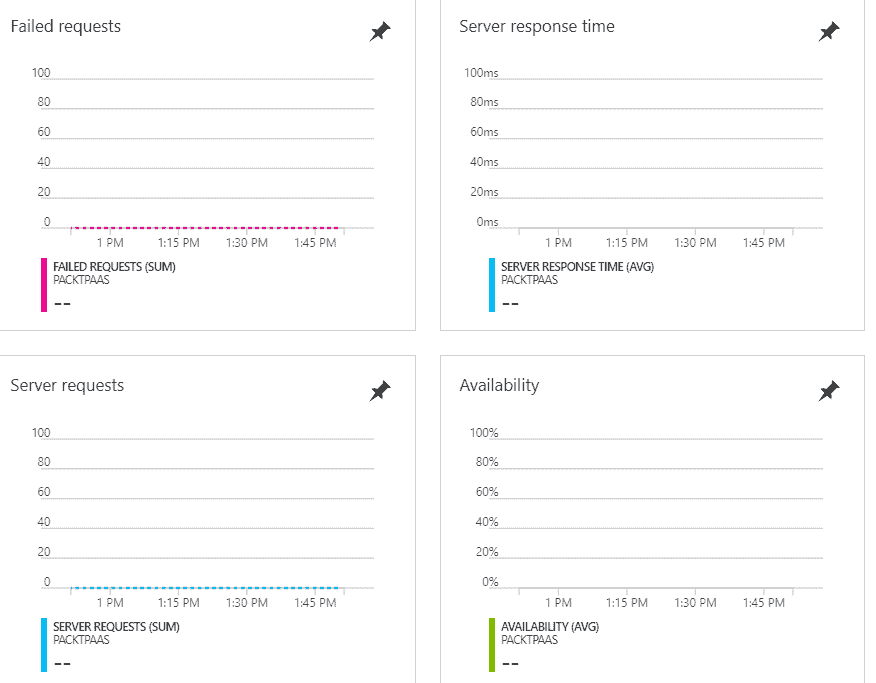 Failed requests
100
80
60
40
20
0
1 PM 1:15 PM 1:30 PM 1:45 PM
FAILED REQUESTS (SUM)
PACKTPAAS
--
Server response time
100ms
80ms
60ms
40ms
20ms
0ms
1 PM 1:15 PM 1:30 PM 1:45 PM
SERVER RESPONSE TIME (AVG)
PACKTPAAS
--
Server requests
100
80
60
40
20
0
1 PM 1:15 PM 1:30 PM 1:45 PM
SERVER REQUESTS (SUM)
PACKTPAAS
--
Availability
100%
80%
60%
40%
20%
0%
1 PM 1:15 PM 1:30 PM 1:45 PM
AVAILABILITY (AVG)
PACKTPAAS
--